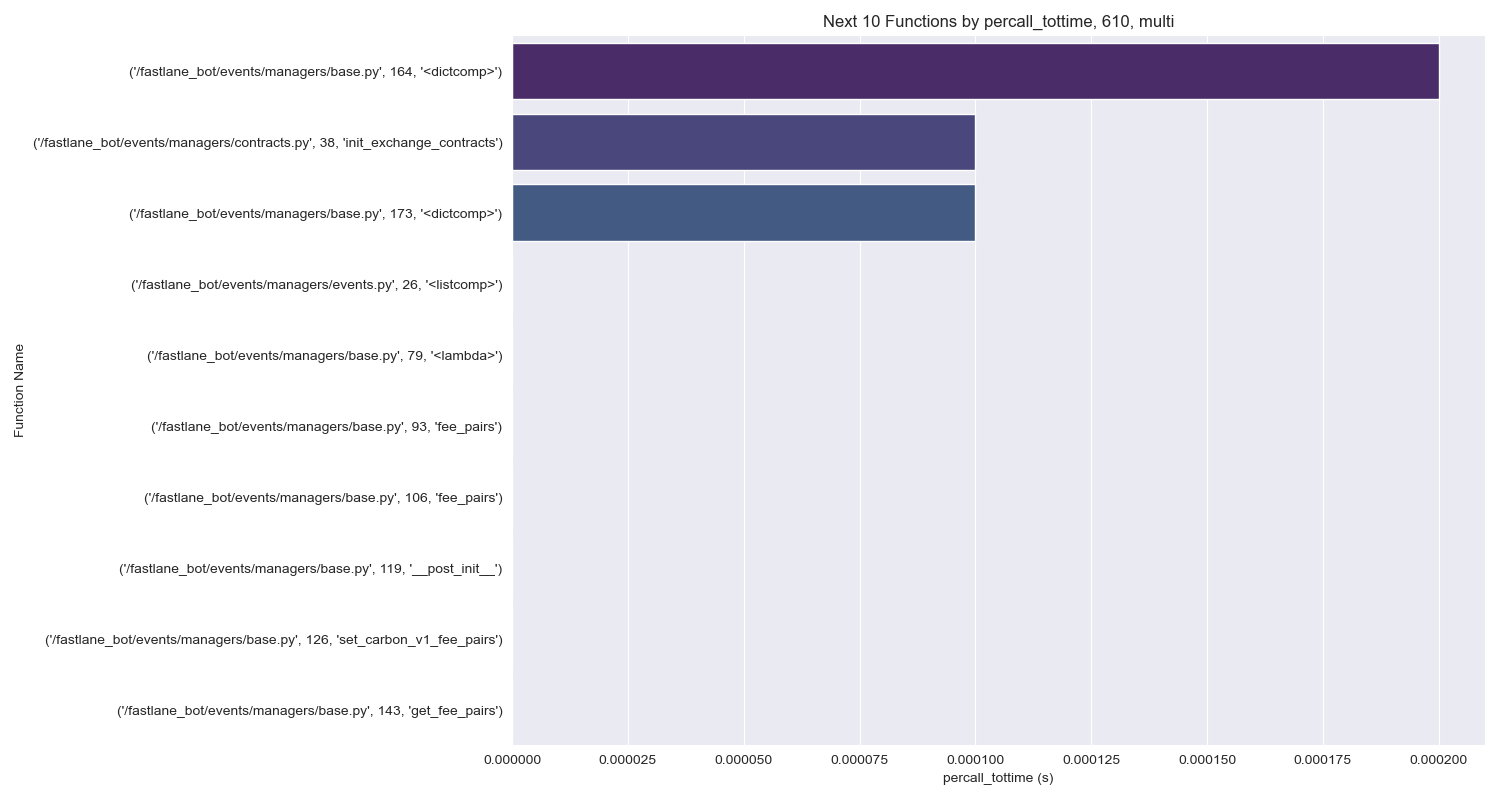 Next 10 Functions by percall_tottime, 610, multi
('/fastlane_bot/events/managers/base.py', 164, '<dictcomp>')
('/fastlane_bot/events/managers/contracts.py', 38, 'init_exchange_contracts')
('/fastlane_bot/events/managers/base.py', 173, '<dictcomp>')
('/fastlane_bot/events/managers/events.py', 26, '<listcomp>')
('/fastlane_bot/events/managers/base.py', 79, '<lambda>')
('/fastlane_bot/events/managers/base.py', 93, 'fee_pairs')
('/fastlane_bot/events/managers/base.py', 106, 'fee_pairs')
('/fastlane_bot/events/managers/base.py', 119, '__post_init__')
('/fastlane_bot/events/managers/base.py', 126, 'set_carbon_v1_fee_pairs')
('/fastlane_bot/events/managers/base.py', 143, 'get_fee_pairs')
Function Name
0.000000 0.000025 0.000050 0.000075 0.000100 0.000125 0.000150 0.000175 0.000200
percall_tottime (s)